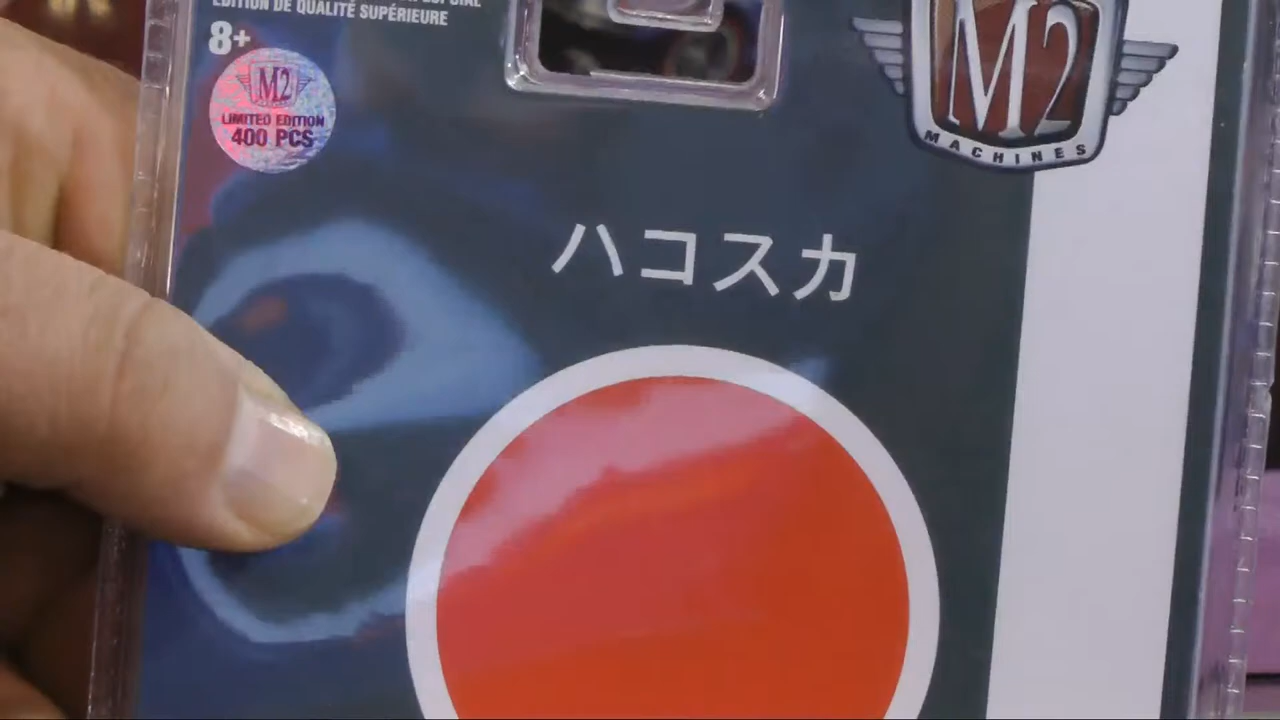 EDITION DE QUALITÉ SUPÉRIEURE
8+
M2
LIMITED EDITION
400 PCS
M2
MACHINES
ハコスカ